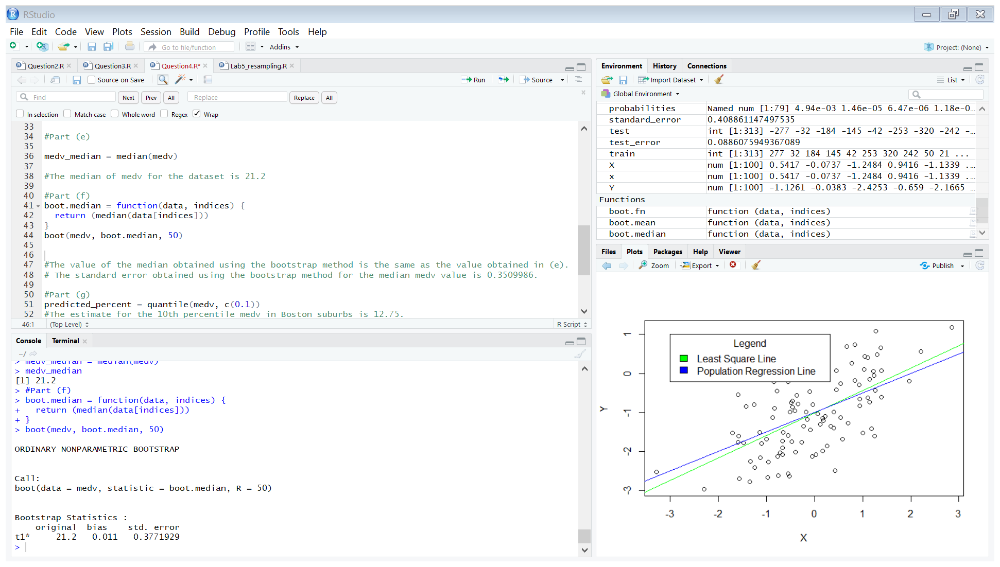 RStudio
File Edit Code View Plots Session Build Debug Profile Tools Help
Go to file/function Addins Project: (None)
Question2.R Question3.R Question4.R* Lab5_resampling.R
Source on Save Run Source
Find Next Prev All Replace Replace All
In selection Match case Whole word Regex Wrap
33
34 #Part (e)
35
36 medv_median = median(medv)
37
38 #The median of medv for the dataset is 21.2
39
40 #Part (f)
41 boot.median = function(data, indices) {
42 return (median(data[indices]))
43 }
44 boot(medv, boot.median, 50)
45
46
47 #The value of the median obtained using the bootstrap method is the same as the value obtained in (e).
48 # The standard error obtained using the bootstrap method for the median medv value is 0.3509986.
49
50 #Part (g)
51 predicted_percent = quantile(medv, c(0.1))
52 #The estimate for the 10th percentile medv in Boston suburbs is 12.75.
46:1 (Top Level) R Script
Console Terminal
~/
> medv_median = median(medv)
> medv_median
[1] 21.2
> #Part (f)
> boot.median = function(data, indices) {
+ return (median(data[indices]))
+ }
> boot(medv, boot.median, 50)
ORDINARY NONPARAMETRIC BOOTSTRAP
Call:
boot(data = medv, statistic = boot.median, R = 50)
Bootstrap Statistics :
original bias std. error
t1* 21.2 0.011 0.3771929
>
Environment History Connections
Import Dataset List
Global Environment
probabilities Named num [1:79] 4.94e-03 1.46e-05 6.47e-06 1.18e-0…
standard_error 0.408861147497535
test int [1:313] -277 -32 -184 -145 -42 -253 -320 -242 -…
test_error 0.0886075949367089
train int [1:313] 277 32 184 145 42 253 320 242 50 21 ...
X num [1:100] 0.5417 -0.0737 -1.2484 0.9416 -1.1339 .…
x num [1:100] 0.5417 -0.0737 -1.2484 0.9416 -1.1339 .…
Y num [1:100] -1.1261 -0.0383 -2.4253 -0.659 -2.1665 …
Functions
boot.fn function (data, indices)
boot.mean function (data, indices)
boot.median function (data, indices)
Files Plots Packages Help Viewer
Zoom Export Publish
Legend
Least Square Line
Population Regression Line
Y
1
0
-1
-2
-3
-3 -2 -1 0 1 2 3
X